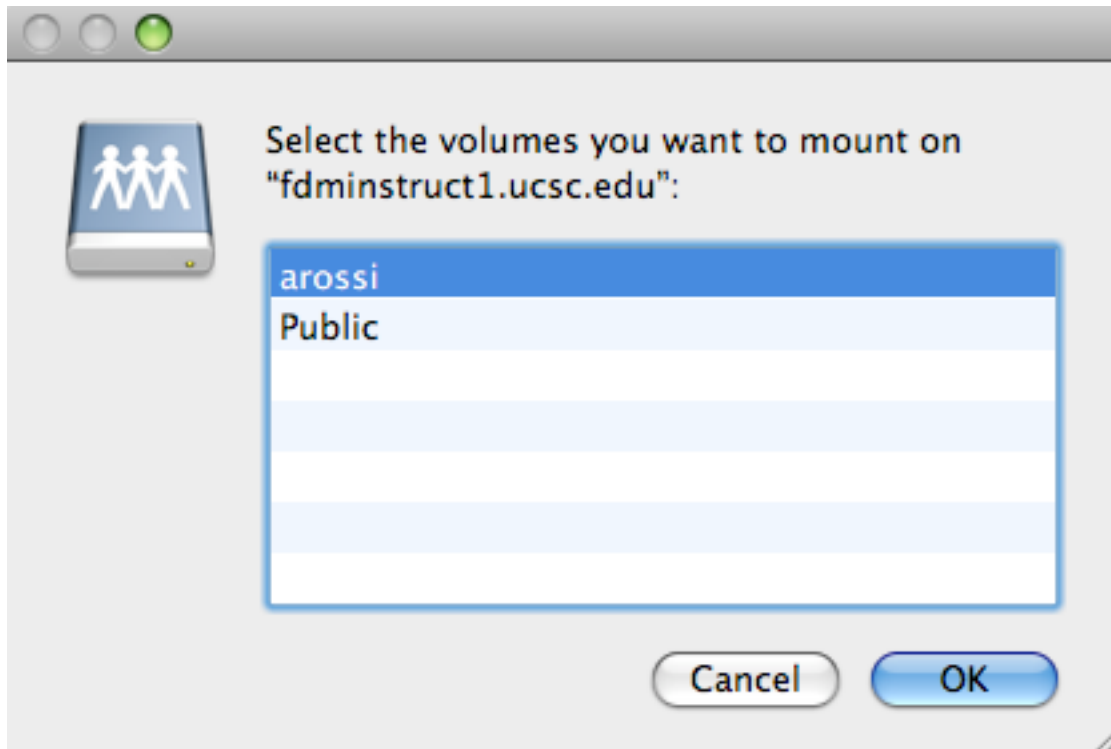 Select the volumes you want to mount on
“fdminstruct1.ucsc.edu”:
arossi
Public
Cancel
OK